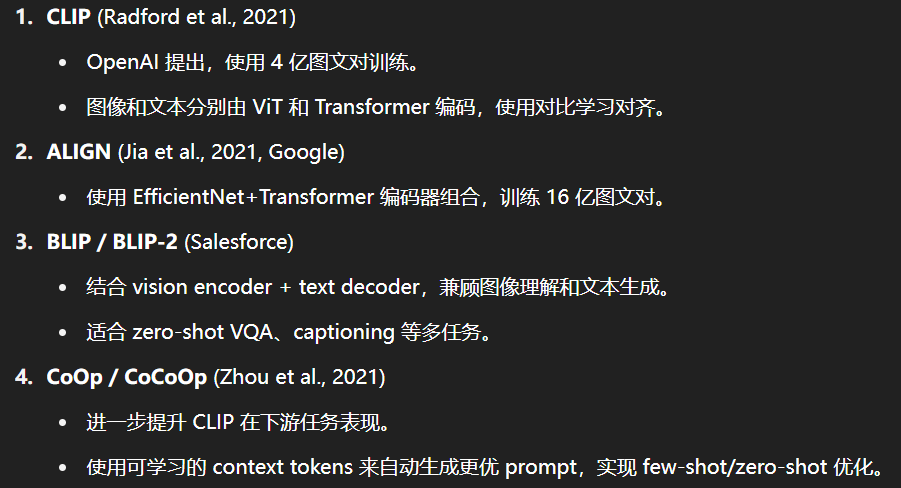 1. CLIP (Radford et al., 2021)
• OpenAI 提出，使用 4 亿图文对训练。
• 图像和文本分别由 ViT 和 Transformer 编码，使用对比学习对齐。
2. ALIGN (Jia et al., 2021, Google)
• 使用 EfficientNet+Transformer 编码器组合，训练 16 亿图文对。
3. BLIP / BLIP-2 (Salesforce)
• 结合 vision encoder + text decoder，兼顾图像理解和文本生成。
• 适合 zero-shot VQA、captioning 等多任务。
4. CoOp / CoCoOp (Zhou et al., 2021)
• 进一步提升 CLIP 在下游任务表现。
• 使用可学习的 context tokens 来自动生成更优 prompt，实现 few-shot/zero-shot 优化。